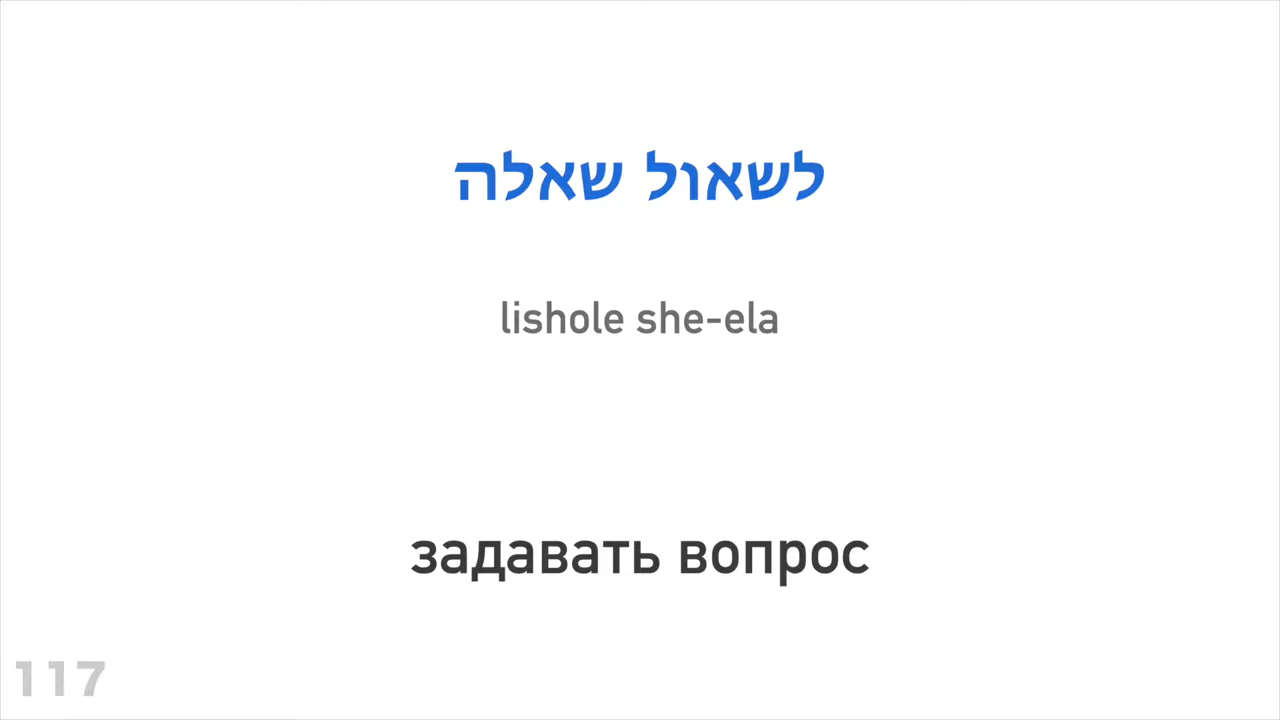 לשאול שאלה
lishole she-ela
задавать вопрос
117